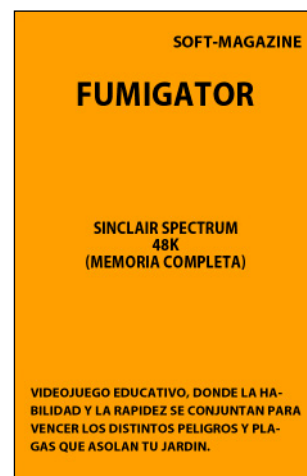 SOFT-MAGAZINE
FUMIGATOR
SINCLAIR SPECTRUM
48K
(MEMORIA COMPLETA)
VIDEOJUEGO EDUCATIVO, DONDE LA HA-
BILIDAD Y LA RAPIDEZ SE CONJUNTAN PARA
VENCER LOS DISTINTOS PELIGROS Y PLA-
GAS QUE ASOLAN TU JARDIN.